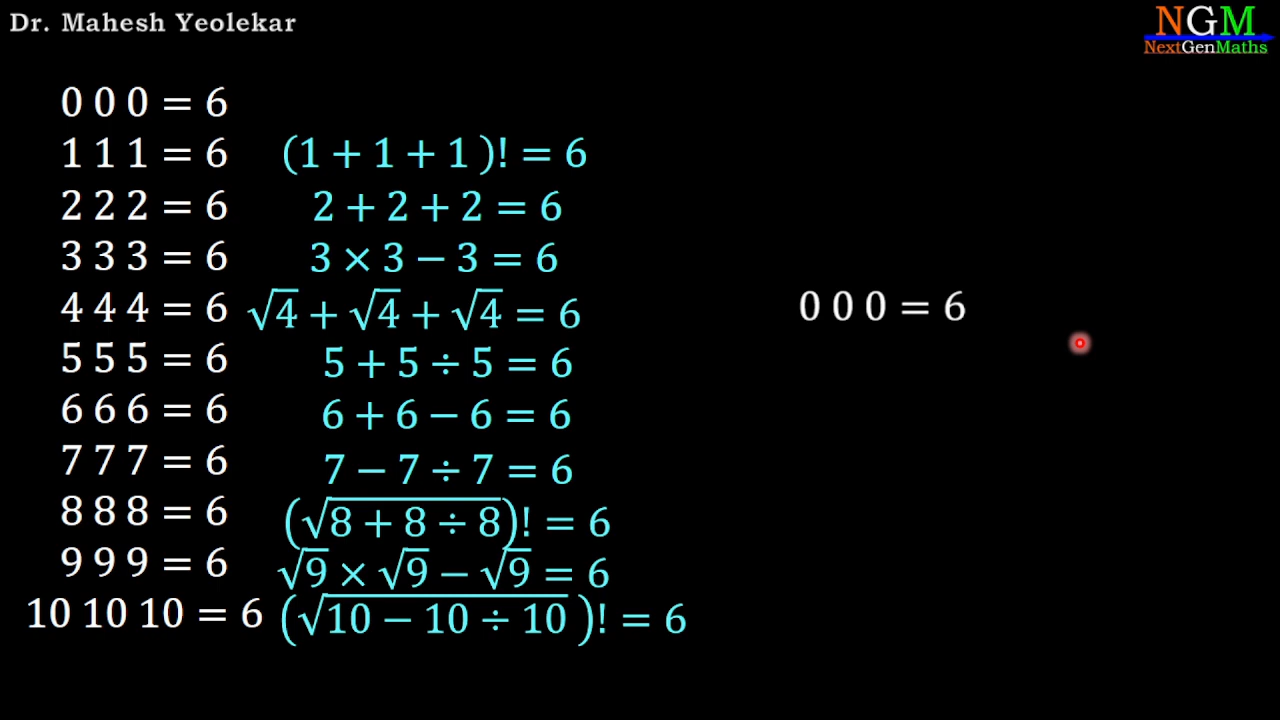 Dr. Mahesh Yeolekar
NGM
NextGenMaths
0 0 0 = 6
1 1 1 = 6 (1 + 1 + 1 )! = 6
2 2 2 = 6 2 + 2 + 2 = 6
3 3 3 = 6 3 × 3 − 3 = 6
4 4 4 = 6 √4 + √4 + √4 = 6
0 0 0 = 6
5 5 5 = 6 5 + 5 ÷ 5 = 6
6 6 6 = 6 6 + 6 − 6 = 6
7 7 7 = 6 7 − 7 ÷ 7 = 6
8 8 8 = 6 (√(8 + 8 ÷ 8))! = 6
9 9 9 = 6 √9 × √9 − √9 = 6
10 10 10 = 6 (√(10 − 10 ÷ 10) )! = 6